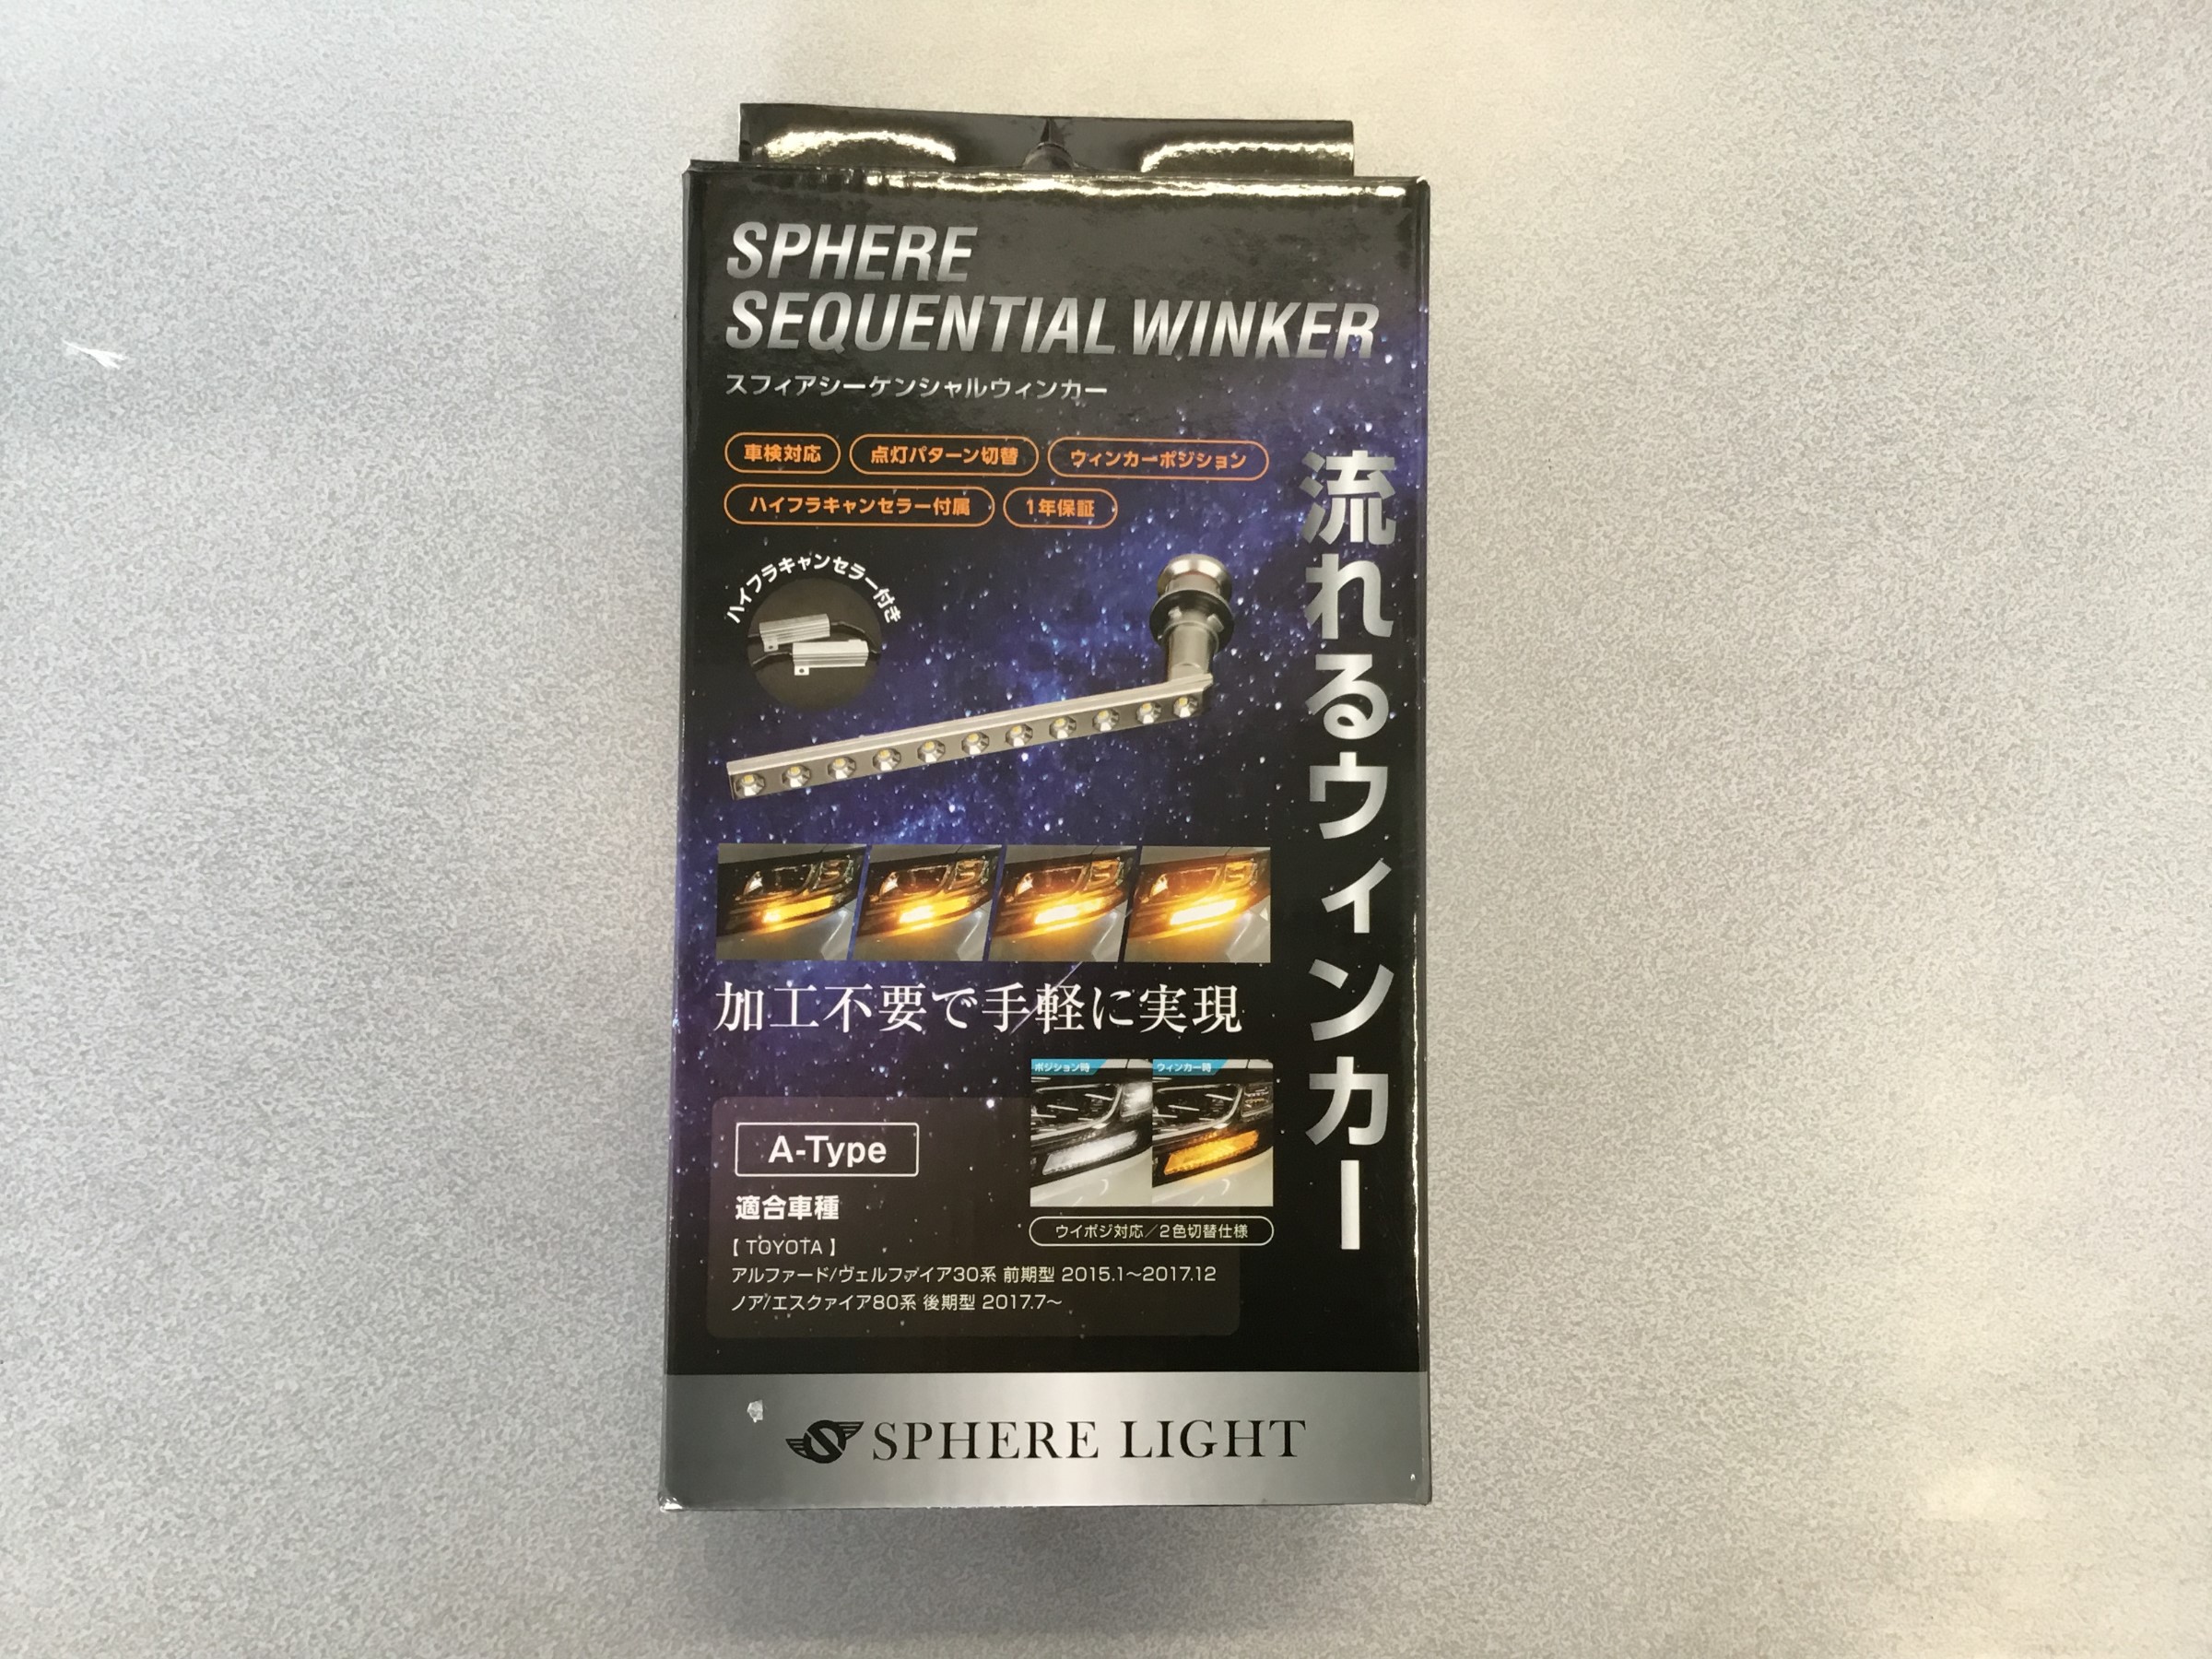 SPHERE
SEQUENTIAL WINKER
スフィアシーケンシャルウィンカー
車検対応 点灯パターン切替 ウィンカーポジション
ハイフラキャンセラー付属 1年保証
流れるウィンカー
ハイフラキャンセラー付き
加工不要で手軽に実現
ポジション時 ウィンカー時
A-Type
ウイポジ対応/2色切替仕様
適合車種
【TOYOTA】
アルファード/ヴェルファイア30系 前期型 2015.1〜2017.12
ノア/エスクァイア80系 後期型 2017.7〜
SPHERE LIGHT